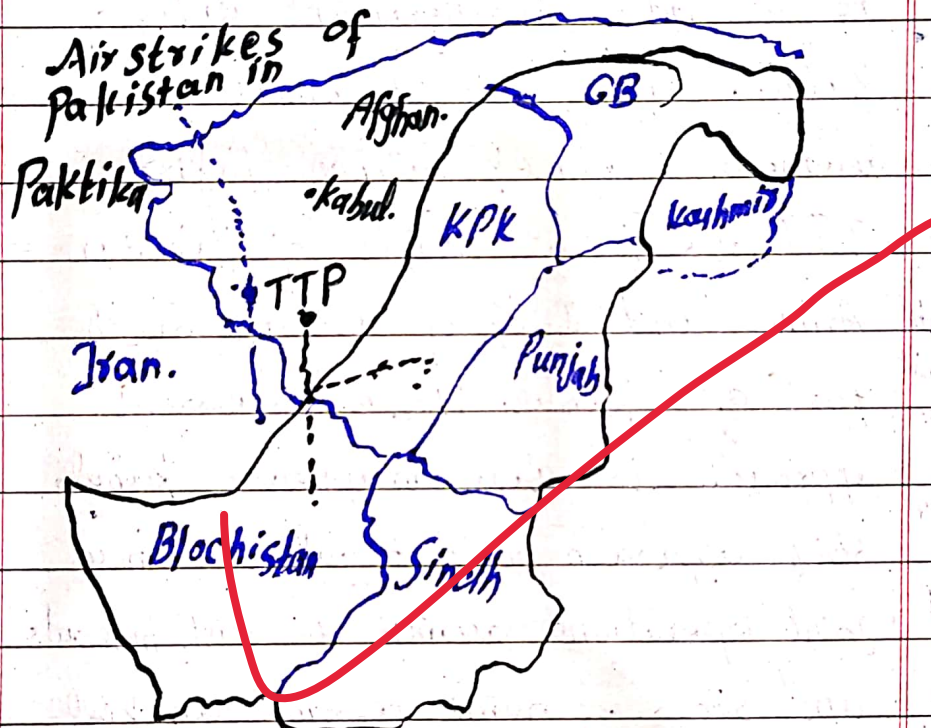 Airstrikes of
Pakistan in
Paktika
Afghan.
GB
•Kabul.
KPK
Kashmir
TTP
Iran.
Punjab
Blochistan
Sindh